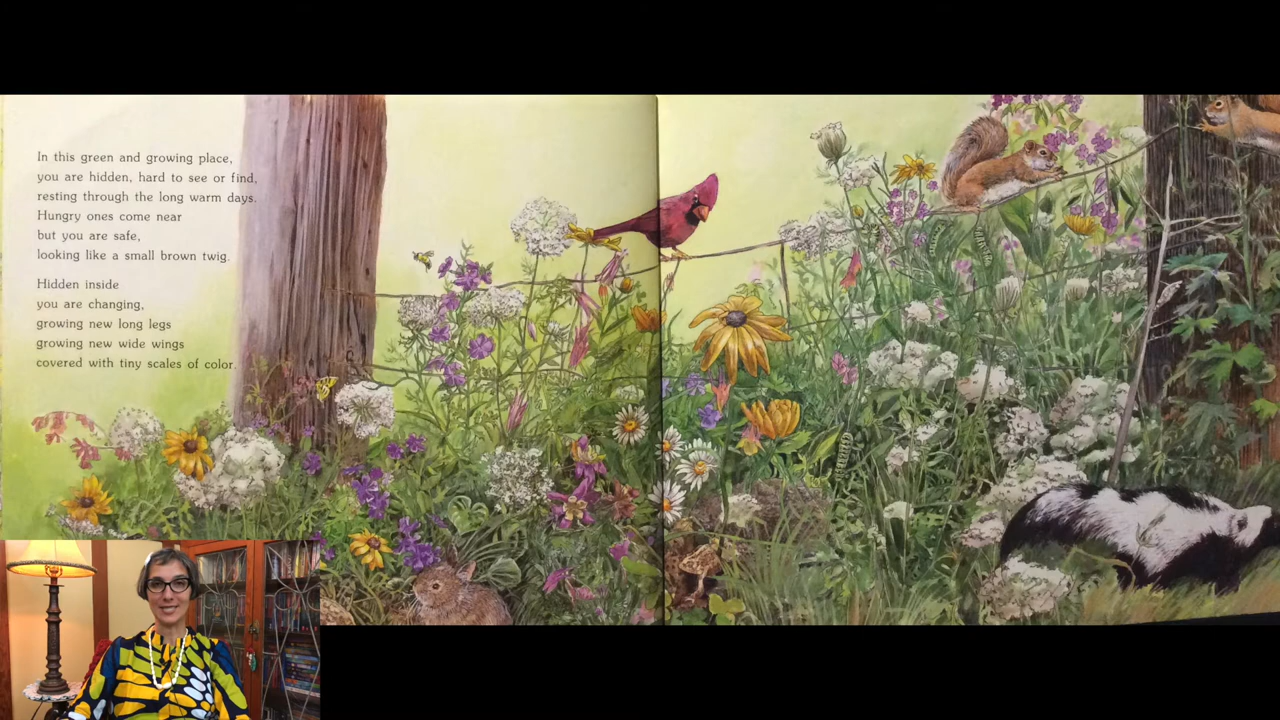 In this green and growing place,
you are hidden, hard to see or find,
resting through the long warm days.
Hungry ones come near
but you are safe,
looking like a small brown twig.
Hidden inside
you are changing,
growing new long legs
growing new wide wings
covered with tiny scales of color.